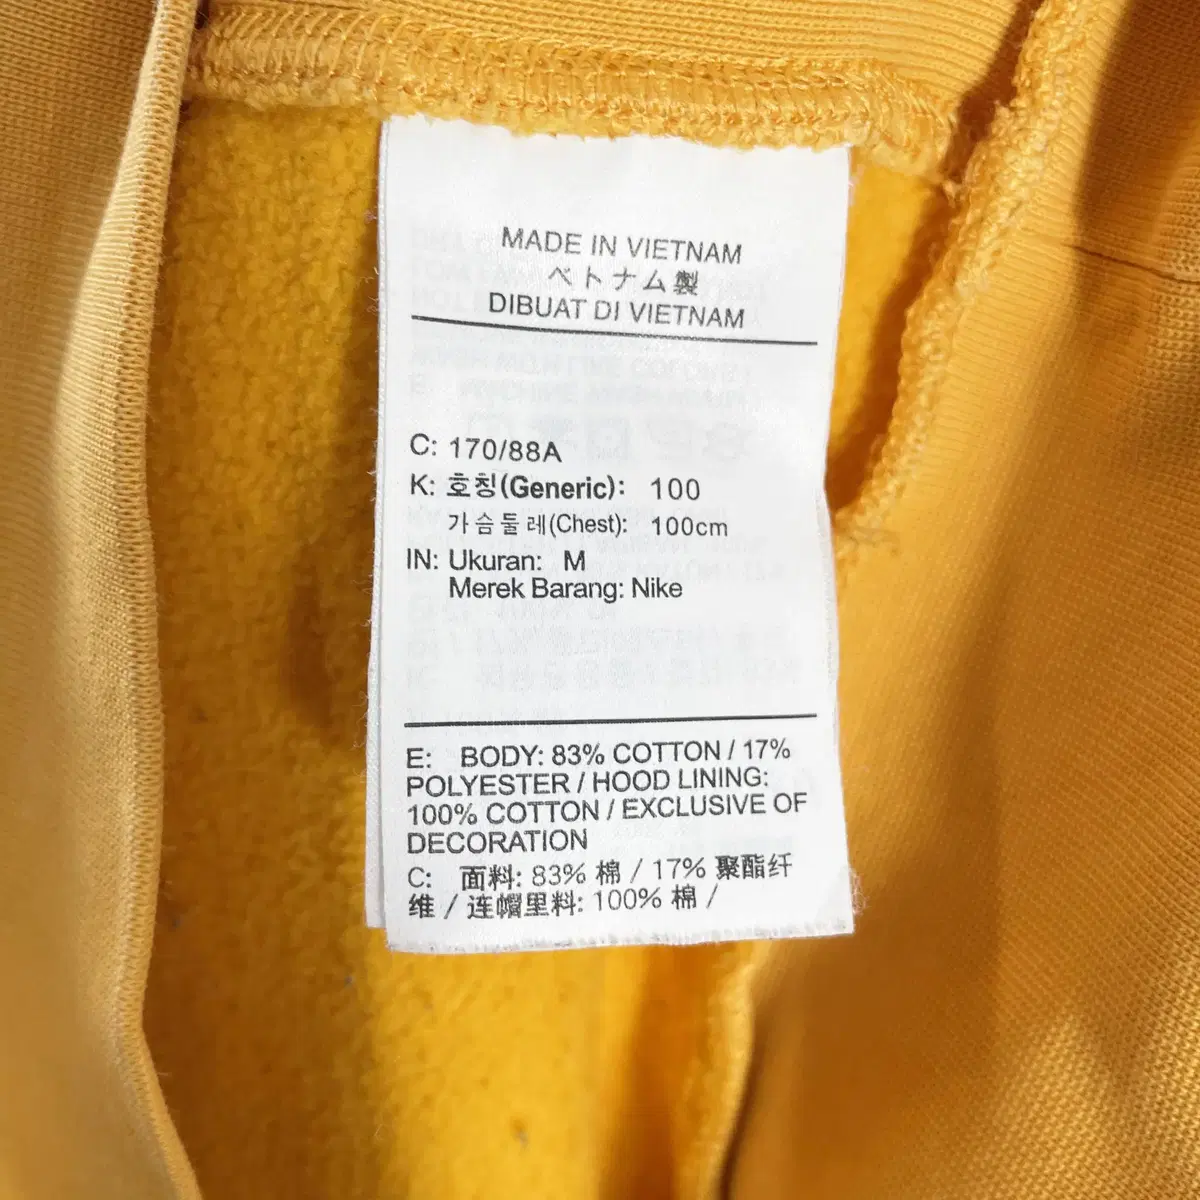 MADE IN VIETNAM
ベトナム製
DIBUAT DI VIETNAM
C: 170/88A
K: 호칭(Generic): 100
가슴둘레(Chest): 100cm
IN: Ukuran: M
Merek Barang: Nike
E: BODY: 83% COTTON / 17%
POLYESTER / HOOD LINING:
100% COTTON / EXCLUSIVE OF
DECORATION
C: 面料: 83% 棉 / 17% 聚酯纤
维 / 连帽里料: 100% 棉 /